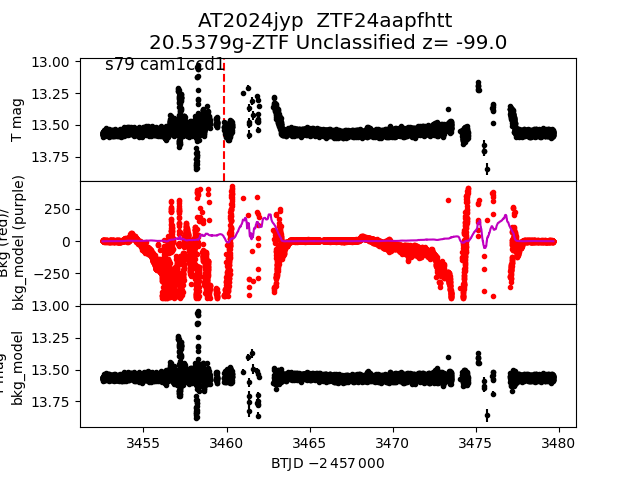 AT2024jyp  ZTF24aapfhtt
20.5379g-ZTF Unclassified z= -99.0
s79 cam1ccd1
13.00
13.25
13.50
13.75
T mag
250
0
−250
Bkg (red)/
bkg_model (purple)
13.00
13.25
13.50
13.75
mag
bkg_model
3455
3460
3465
3470
3475
3480
BTJD −2 457 000